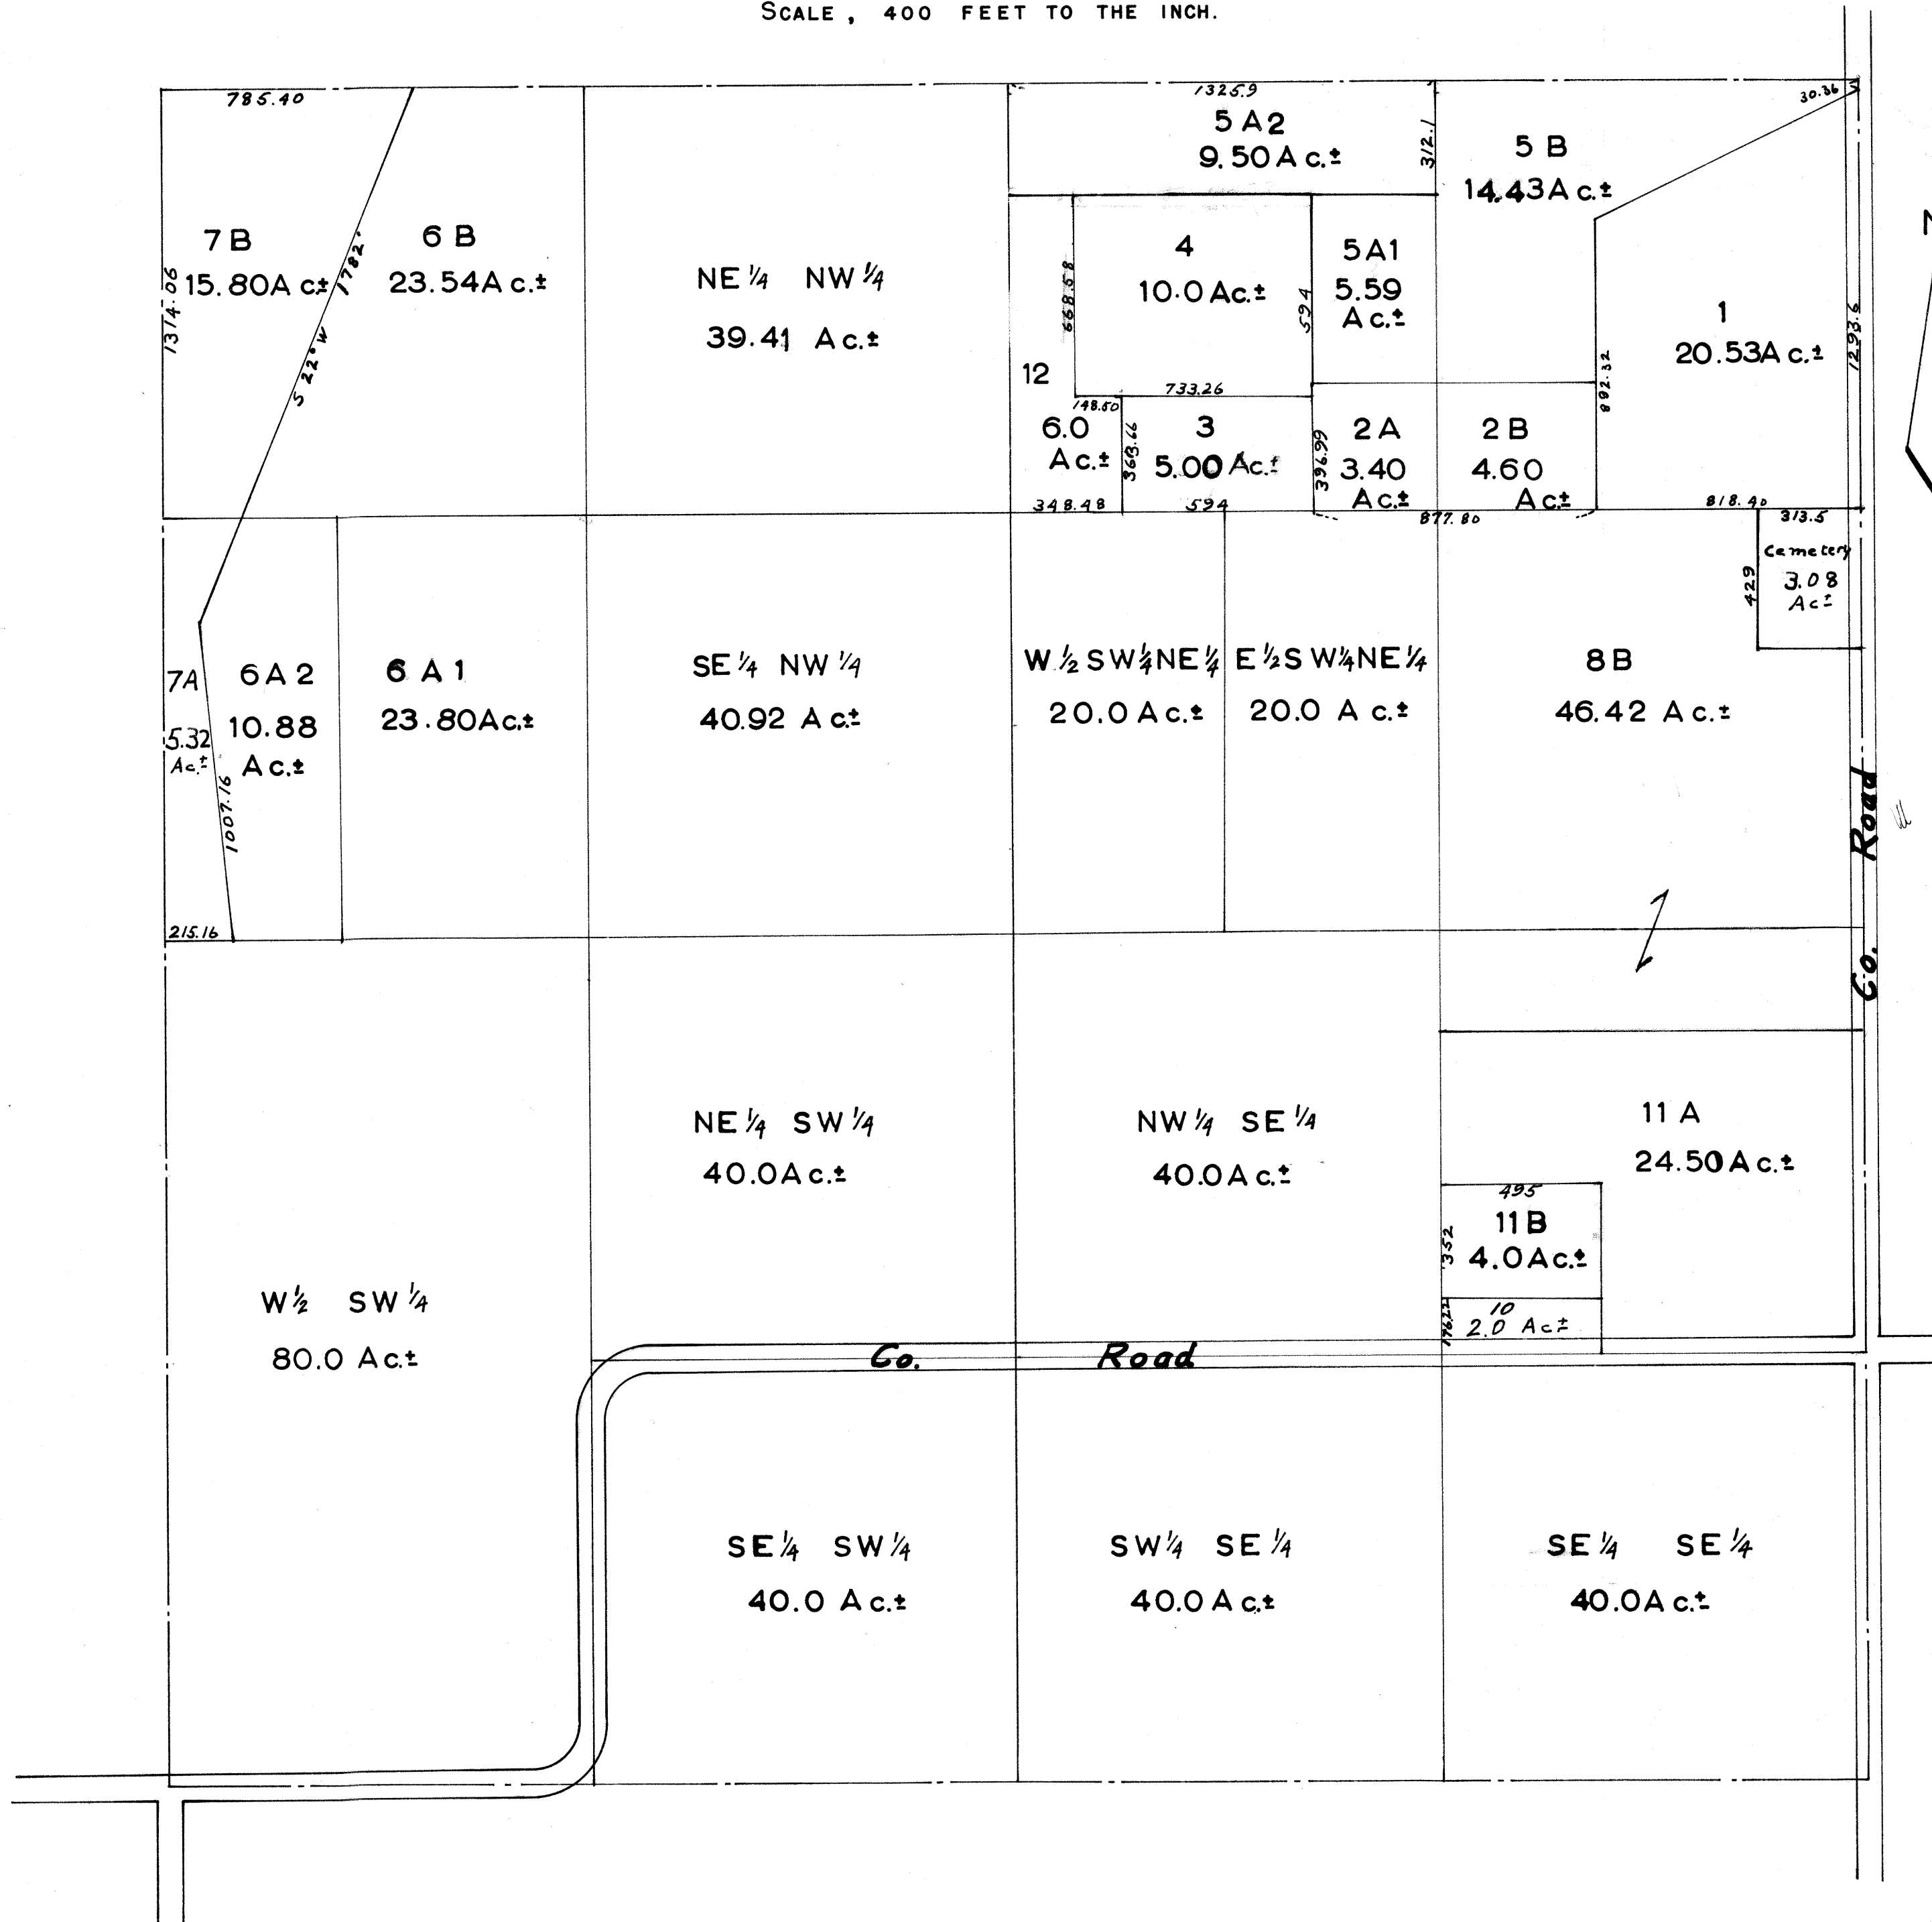 SCALE, 400 FEET TO THE INCH.
785.40
1325.9
30.36
5 A2
9.50 Ac.±
312.1
5 B
14.43 Ac.±
7 B
15.80 Ac.±
1314.06
S 22° W 1782'
6 B
23.54 Ac.±
NE ¼ NW ¼
39.41 Ac.±
668.58
4
10.0 Ac.±
594
5 A1
5.59
Ac.±
1
20.53 Ac.±
1293.6
892.32
12
6.0
Ac.±
148.50
733.26
363.66
3
5.00 Ac.±
396.99
2 A
3.40
Ac.±
2 B
4.60
Ac.±
348.48
594
877.80
818.40
313.5
Cemetery
3.08
Ac±
429
7A
5.32
Ac.±
6 A 2
10.88
Ac.±
1007.16
6 A 1
23.80 Ac.±
SE ¼ NW ¼
40.92 Ac.±
W ½ SW ¼ NE ¼
20.0 Ac.±
E ½ SW ¼ NE ¼
20.0 Ac.±
8 B
46.42 Ac.±
215.16
Co. Road
NE ¼ SW ¼
40.0 Ac.±
NW ¼ SE ¼
40.0 Ac.±
11 A
24.50 Ac.±
495
352
11 B
4.0 Ac.±
10
2.0 Ac±
W ½ SW ¼
80.0 Ac.±
Co. Road
SE ¼ SW ¼
40.0 Ac.±
SW ¼ SE ¼
40.0 Ac.±
SE ¼ SE ¼
40.0 Ac.±